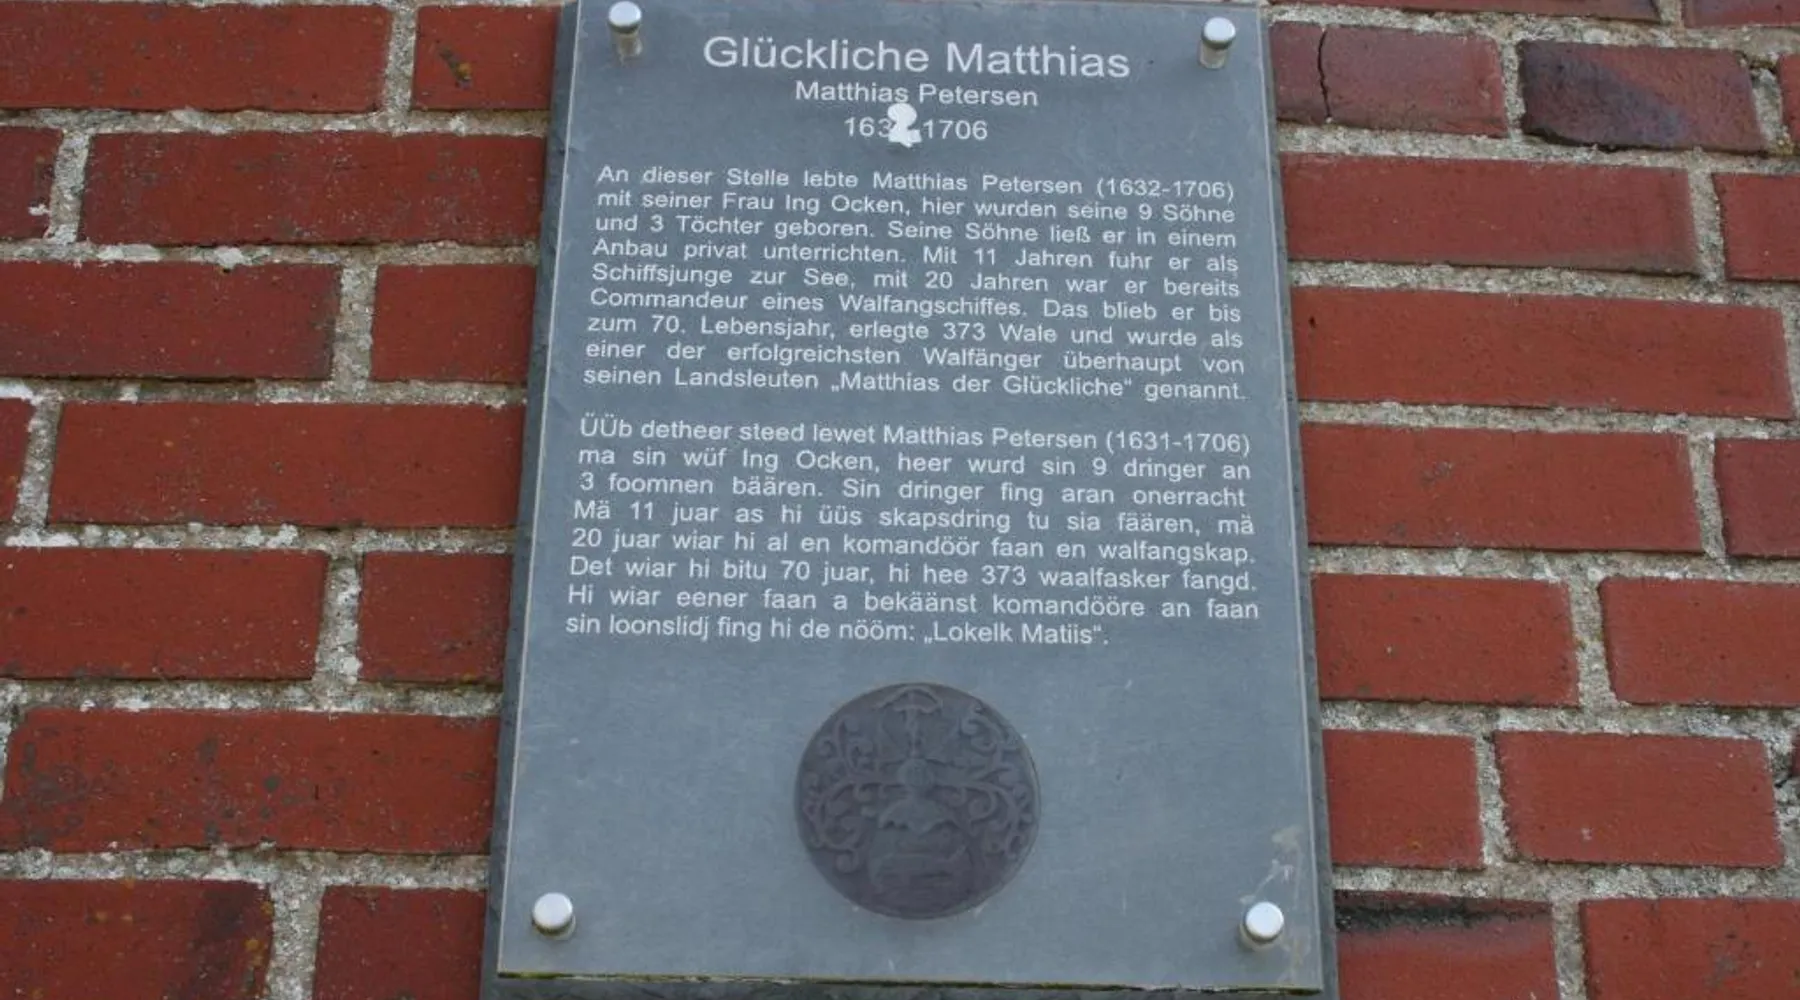 Glückliche Matthias
Matthias Petersen
1632-1706
An dieser Stelle lebte Matthias Petersen (1632-1706)
mit seiner Frau Ing Ocken, hier wurden seine 9 Söhne
und 3 Töchter geboren. Seine Söhne ließ er in einem
Anbau privat unterrichten. Mit 11 Jahren fuhr er als
Schiffsjunge zur See, mit 20 Jahren war er bereits
Commandeur eines Walfangschiffes. Das blieb er bis
zum 70. Lebensjahr, erlegte 373 Wale und wurde als
einer der erfolgreichsten Walfänger überhaupt von
seinen Landsleuten „Matthias der Glückliche“ genannt.
ÜÜb detheer steed lewet Matthias Petersen (1631-1706)
ma sin wüf Ing Ocken, heer wurd sin 9 dringer an
3 foomnen bäären. Sin dringer fing aran onerracht
Mä 11 juar as hi üüs skapsdring tu sia fäären, mä
20 juar wiar hi al en komandöör faan en walfangskap.
Det wiar hi bitu 70 juar, hi hee 373 waalfasker fangd.
Hi wiar eener faan a bekäänst komandööre an faan
sin loonslidj fing hi de nööm: „Lokelk Matiis“.